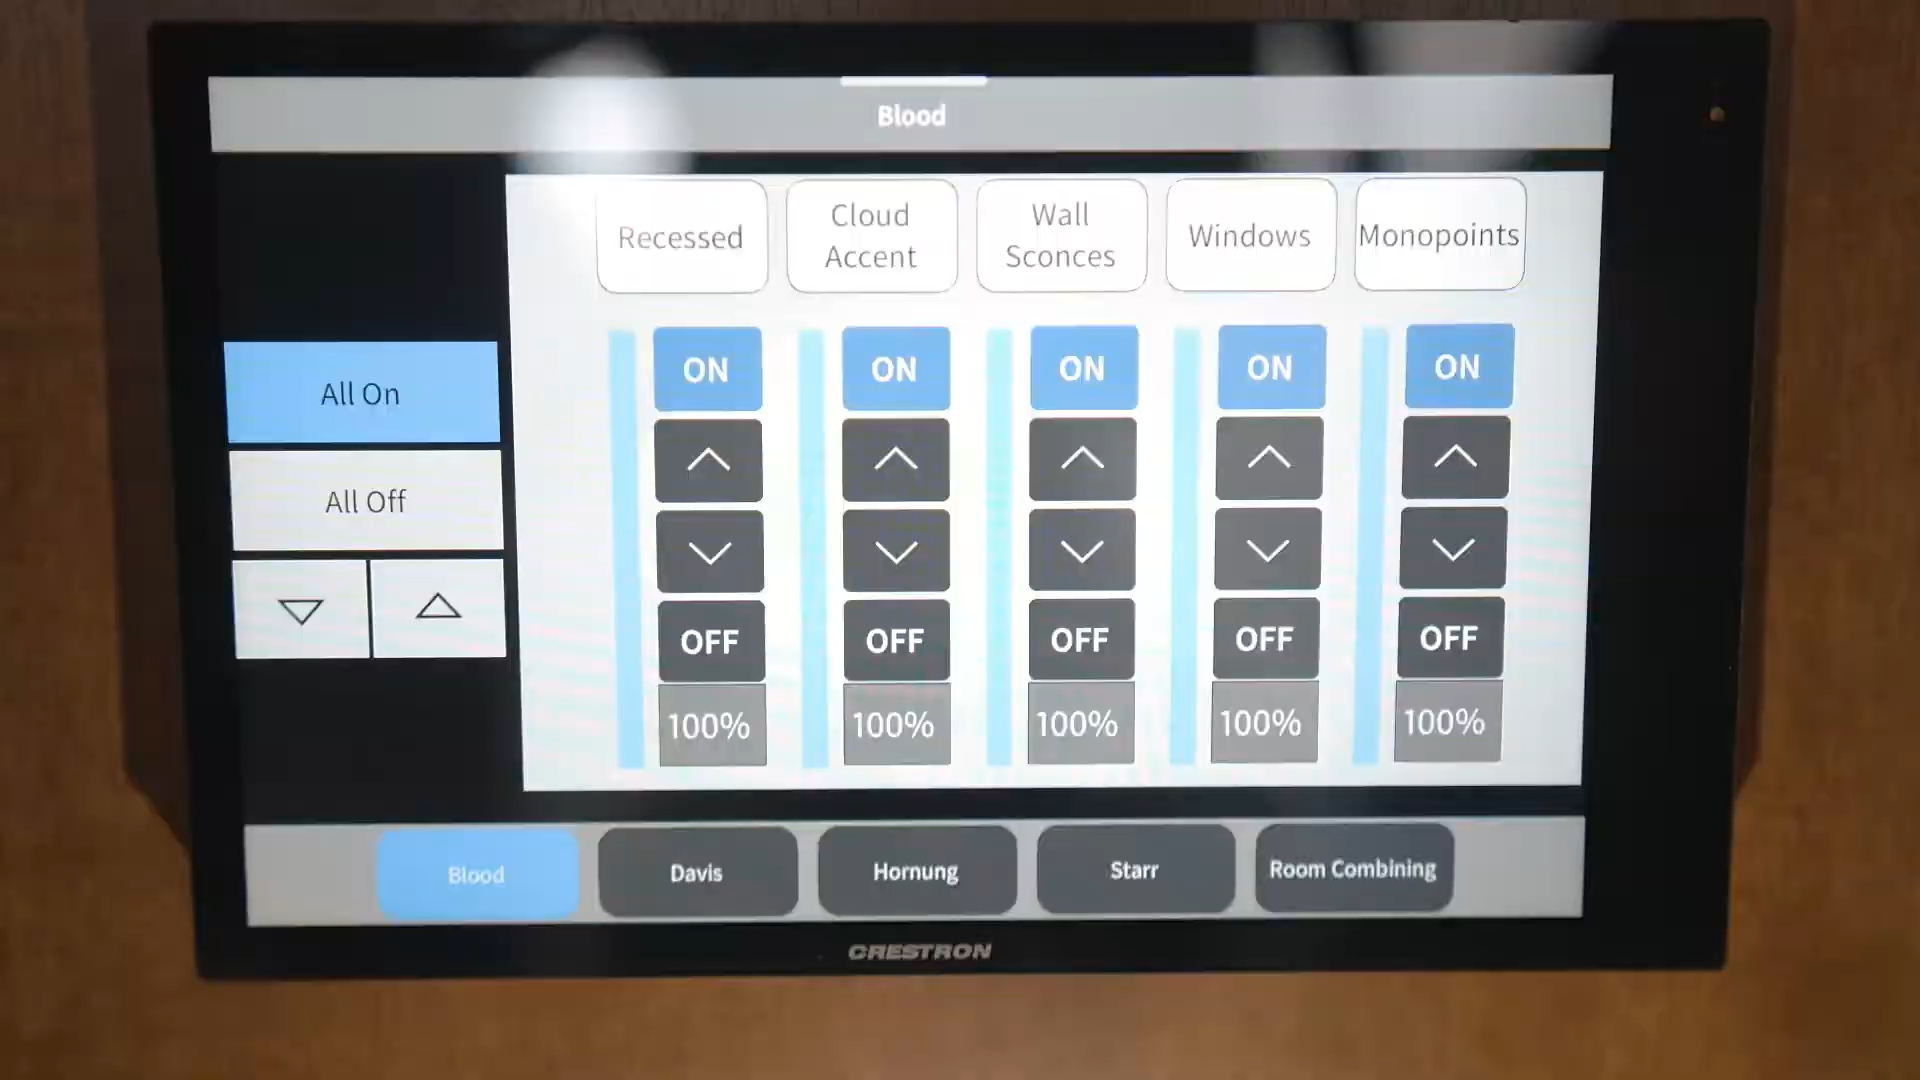 Blood
Recessed
Cloud
Accent
Wall
Sconces
Windows
Monopoints
All On
All Off
ON
ON
ON
ON
ON
OFF
OFF
OFF
OFF
OFF
100%
100%
100%
100%
100%
Blood
Davis
Hornung
Starr
Room Combining
CRESTRON